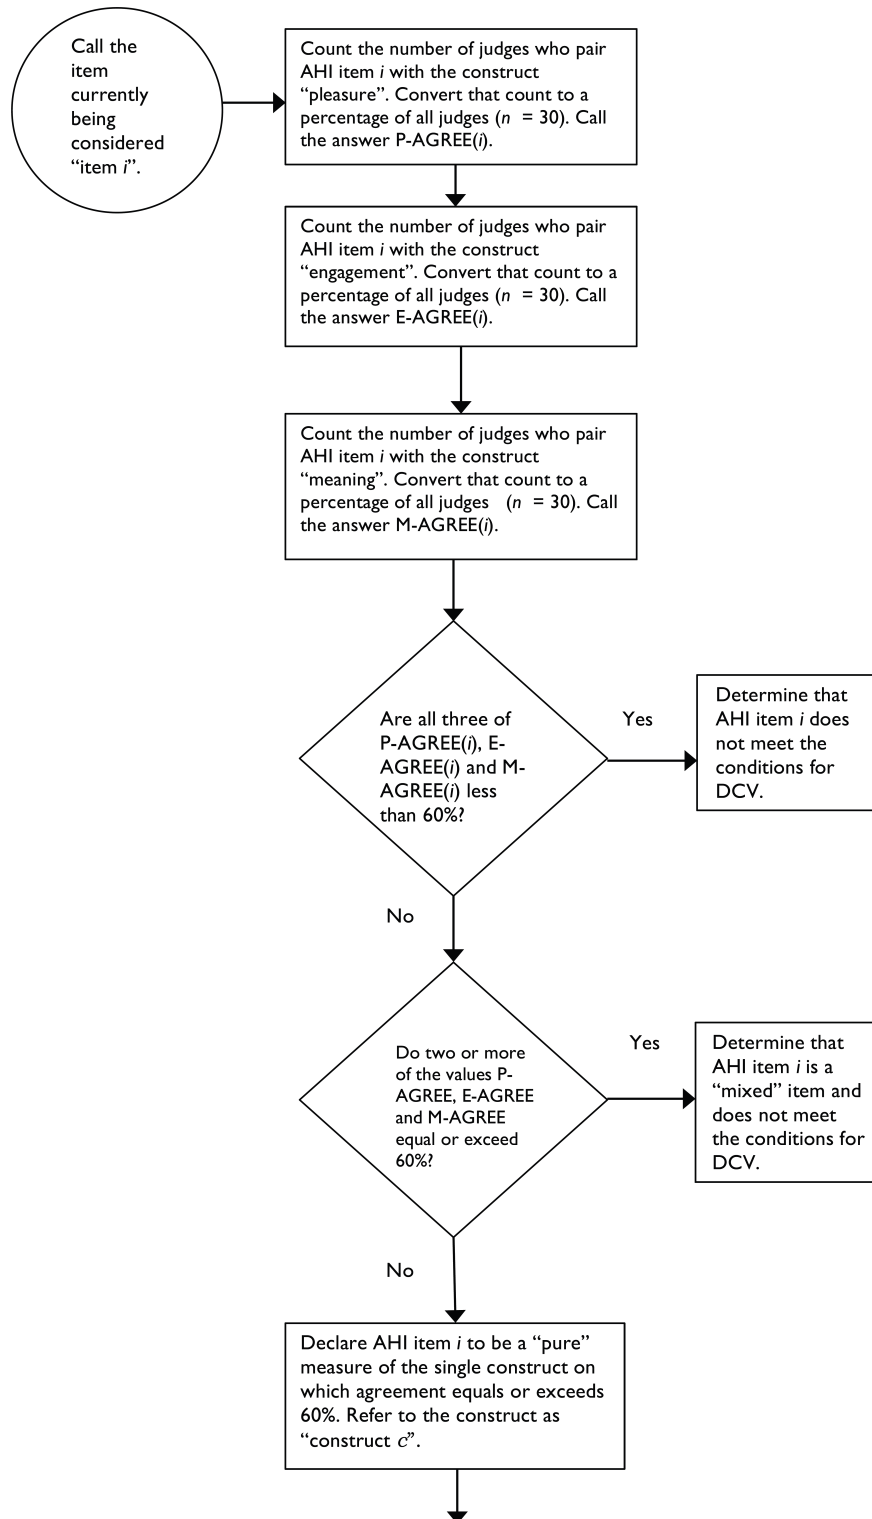 Call the
item
currently
being
considered
“item i”.
Count the number of judges who pair
AHI item i with the construct
“pleasure”. Convert that count to a
percentage of all judges (n = 30). Call
the answer P-AGREE(i).
Count the number of judges who pair
AHI item i with the construct
“engagement”. Convert that count to a
percentage of all judges (n = 30). Call
the answer E-AGREE(i).
Count the number of judges who pair
AHI item i with the construct
“meaning”. Convert that count to a
percentage of all judges (n = 30). Call
the answer M-AGREE(i).
Are all three of
P-AGREE(i), E-
AGREE(i) and M-
AGREE(i) less
than 60%?
Yes
Determine that
AHI item i does
not meet the
conditions for
DCV.
No
Do two or more
of the values P-
AGREE, E-AGREE
and M-AGREE
equal or exceed
60%?
Yes
Determine that
AHI item i is a
“mixed” item and
does not meet
the conditions for
DCV.
No
Declare AHI item i to be a “pure”
measure of the single construct on
which agreement equals or exceeds
60%. Refer to the construct as
“construct c”.